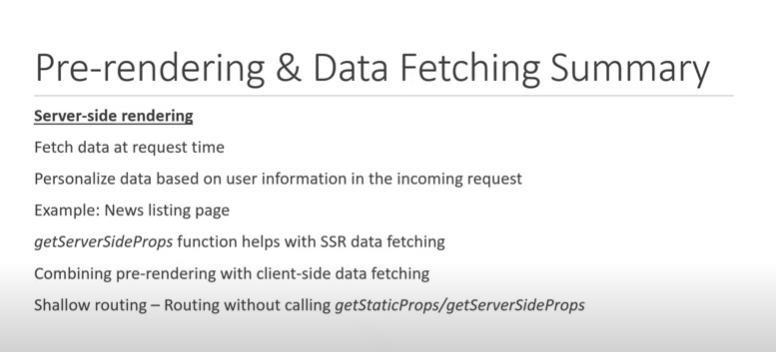 Pre-rendering & Data Fetching Summary
Server-side rendering
Fetch data at request time
Personalize data based on user information in the incoming request
Example: News listing page
getServerSideProps function helps with SSR data fetching
Combining pre-rendering with client-side data fetching
Shallow routing – Routing without calling getStaticProps/getServerSideProps